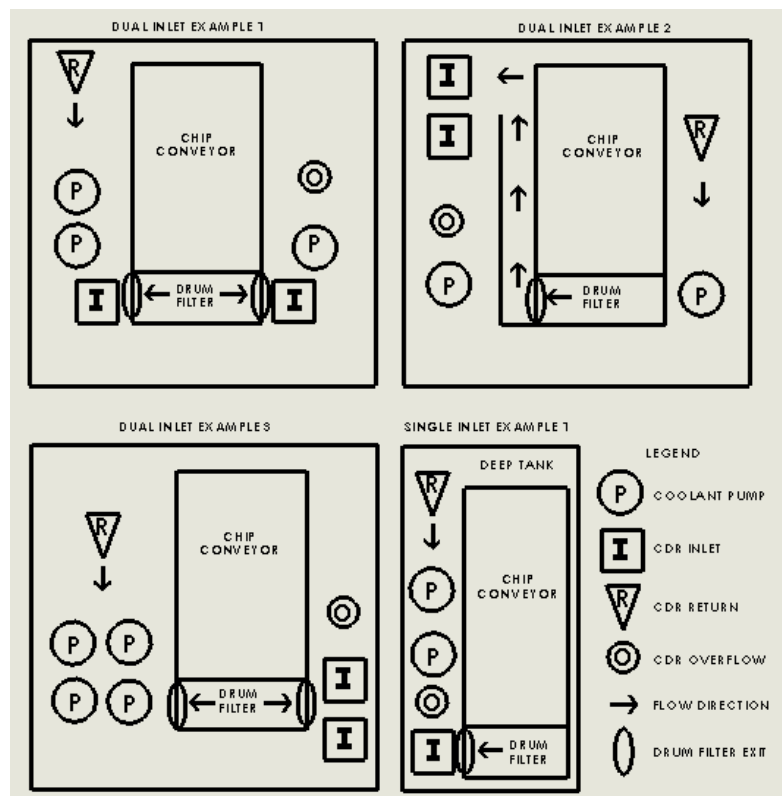 DUAL INLET EXAMPLE 1
R
CHIP
CONVEYOR
O
P
P
P
I
DRUM
FILTER
I
DUAL INLET EXAMPLE 2
I
I
CHIP
CONVEYOR
R
O
P
DRUM
FILTER
P
DUAL INLET EXAMPLE 3
R
CHIP
CONVEYOR
O
P P
P P
DRUM
FILTER
I
I
SINGLE INLET EXAMPLE 1
DEEP TANK
R
P
CHIP
CONVEYOR
P
O
I
DRUM
FILTER
LEGEND
P COOLANT PUMP
I CDR INLET
R CDR RETURN
O CDR OVERFLOW
FLOW DIRECTION
DRUM FILTER EXIT